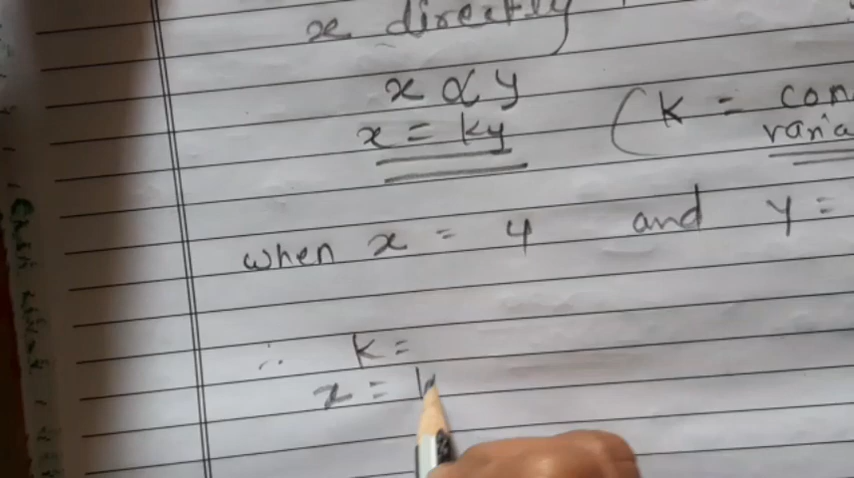 x directly
x ∝ y
x = ky
(K = con
varia
when x = 4 and y =
∴ k =
x = k